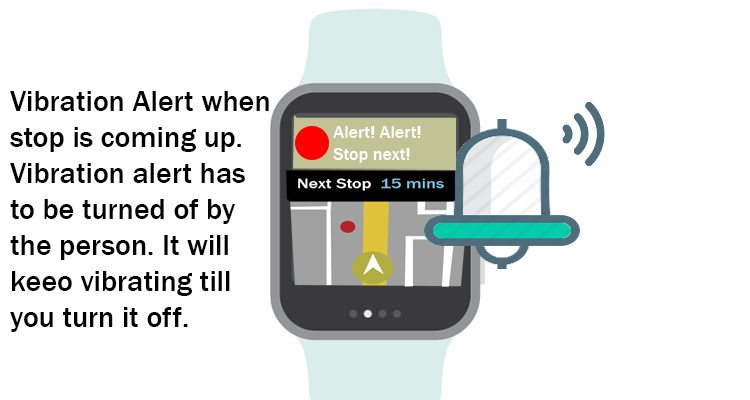 Vibration Alert when
stop is coming up.
Vibration alert has
to be turned of by
the person. It will
keeo vibrating till
you turn it off.
Alert! Alert!
Stop next!
Next Stop 15 mins